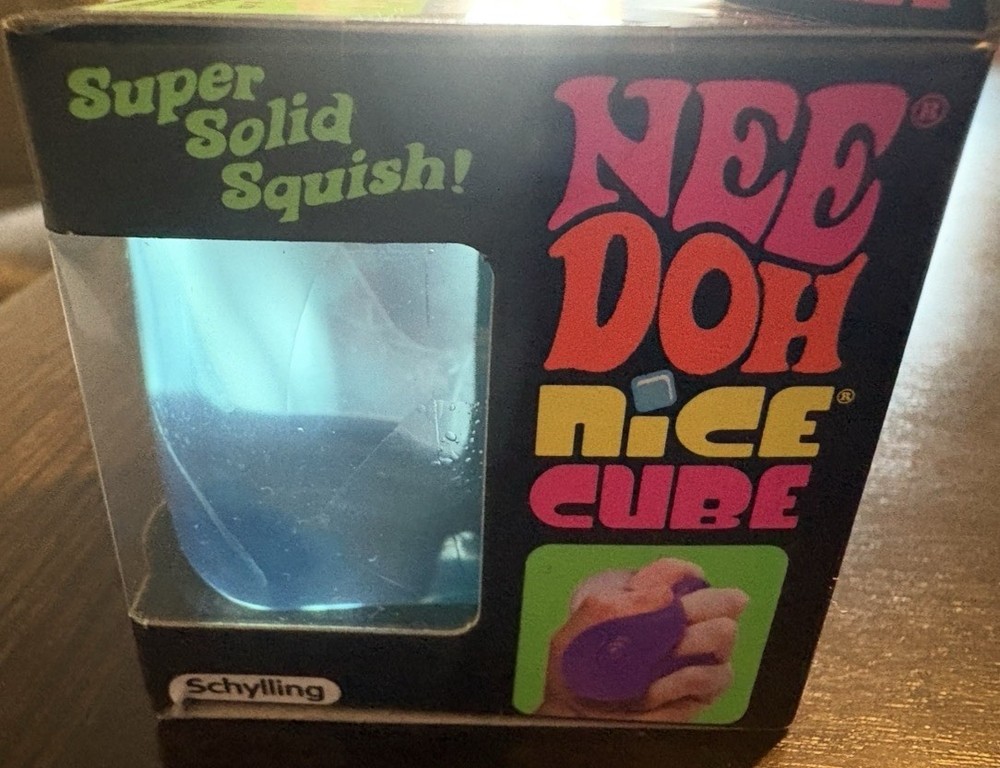 Super
Solid
Squish!
NEE®
DOH
NiCE®
CUBE
Schylling